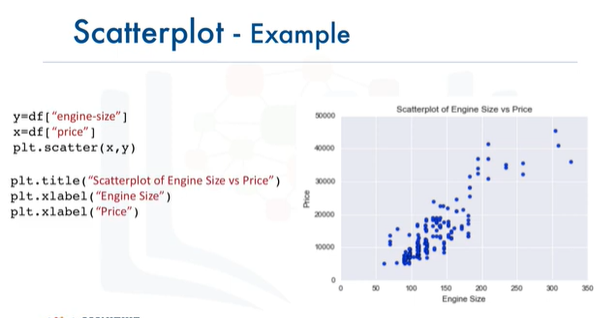 Scatterplot - Example
y=df["engine-size"]
x=df["price"]
plt.scatter(x,y)
plt.title("Scatterplot of Engine Size vs Price")
plt.xlabel("Engine Size")
plt.xlabel("Price")
Scatterplot of Engine Size vs Price
50000
40000
30000
20000
10000
0
Price
0 50 100 150 200 250 300 350
Engine Size